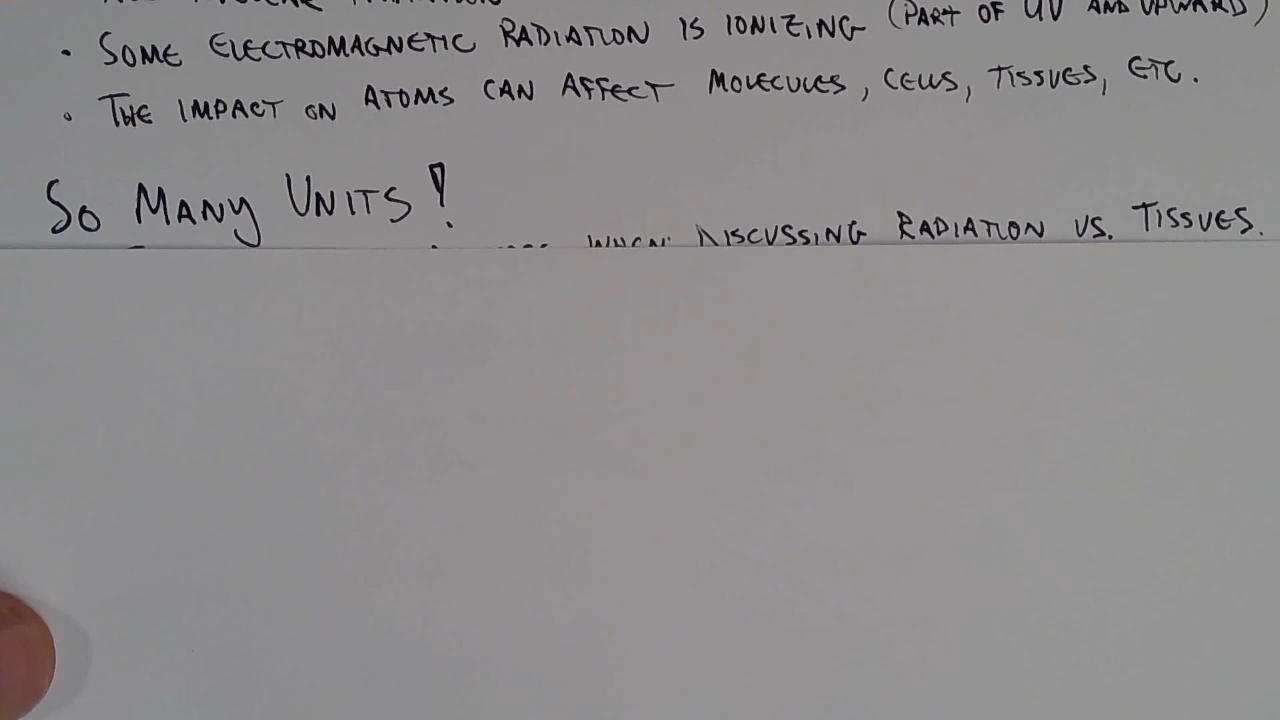 • SOME ELECTROMAGNETIC RADIATION IS IONIZING (PART OF UV AND UPWARD)
• THE IMPACT ON ATOMS CAN AFFECT MOLECULES, CELLS, TISSUES, ETC.
SO MANY UNITS!
WHEN DISCUSSING RADIATION VS. TISSUES.